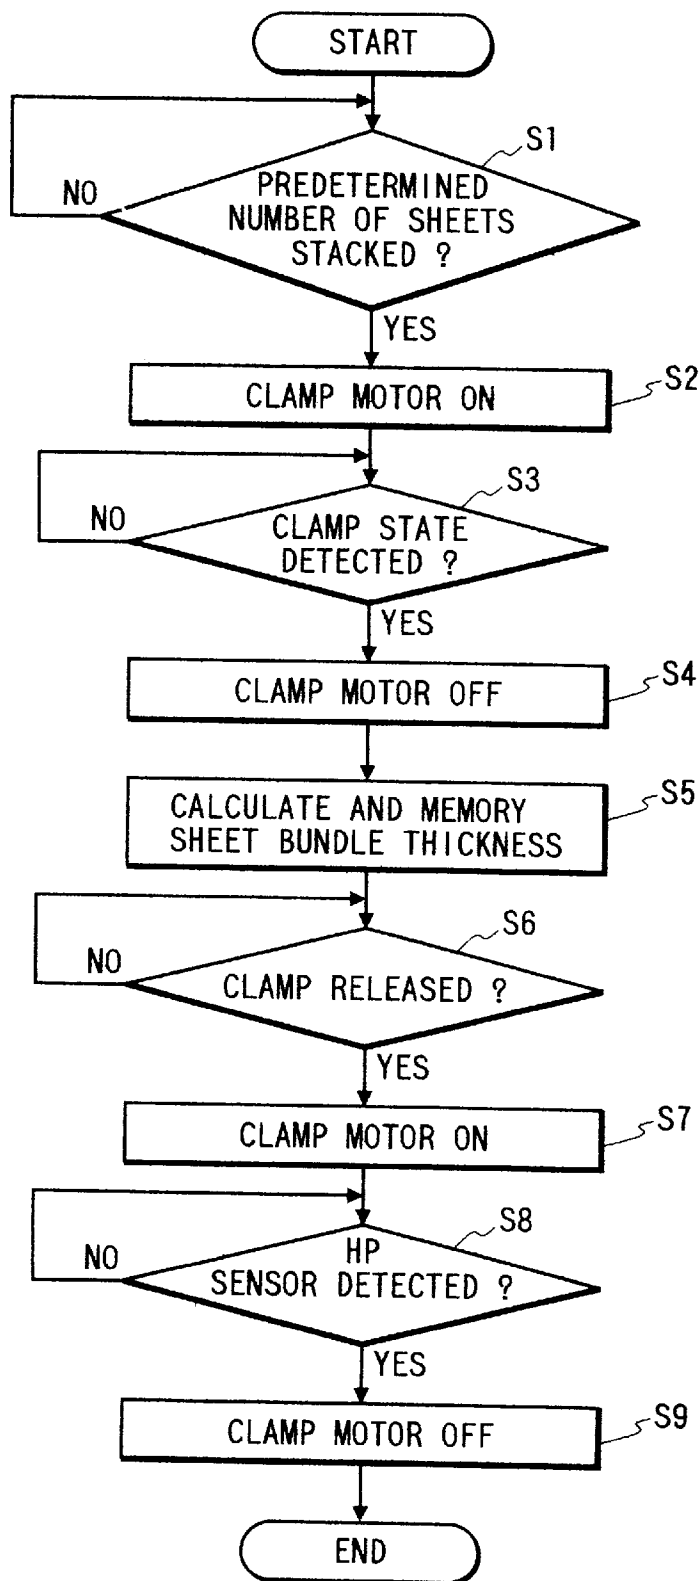 START
S1
NO
PREDETERMINED
NUMBER OF SHEETS
STACKED ?
YES
CLAMP MOTOR ON
S2
S3
NO
CLAMP STATE
DETECTED ?
YES
CLAMP MOTOR OFF
S4
CALCULATE AND MEMORY
SHEET BUNDLE THICKNESS
S5
S6
NO
CLAMP RELEASED ?
YES
CLAMP MOTOR ON
S7
S8
NO
HP
SENSOR DETECTED ?
YES
CLAMP MOTOR OFF
S9
END